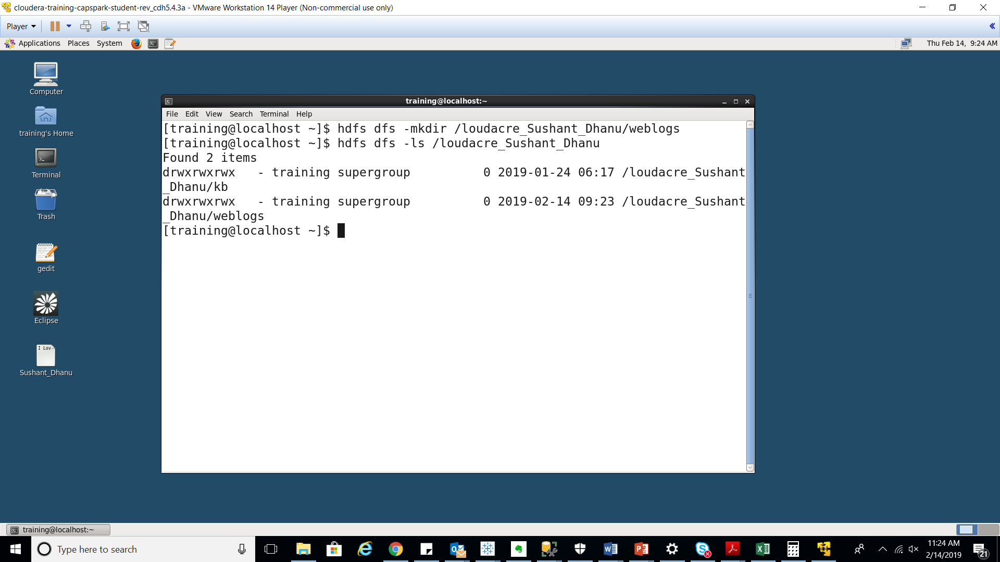 cloudera-training-capspark-student-rev_cdh5.4.3a - VMware Workstation 14 Player (Non-commercial use only)
Player
Applications Places System
Thu Feb 14, 9:24 AM
Computer
training's Home
Terminal
Trash
gedit
Eclipse
I Lov
Sushant_Dhanu
training@localhost:~
File Edit View Search Terminal Help
[training@localhost ~]$ hdfs dfs -mkdir /loudacre_Sushant_Dhanu/weblogs
[training@localhost ~]$ hdfs dfs -ls /loudacre_Sushant_Dhanu
Found 2 items
drwxrwxrwx   - training supergroup          0 2019-01-24 06:17 /loudacre_Sushant
_Dhanu/kb
drwxrwxrwx   - training supergroup          0 2019-02-14 09:23 /loudacre_Sushant
_Dhanu/weblogs
[training@localhost ~]$
training@localhost:~
Type here to search
11:24 AM
2/14/2019
21